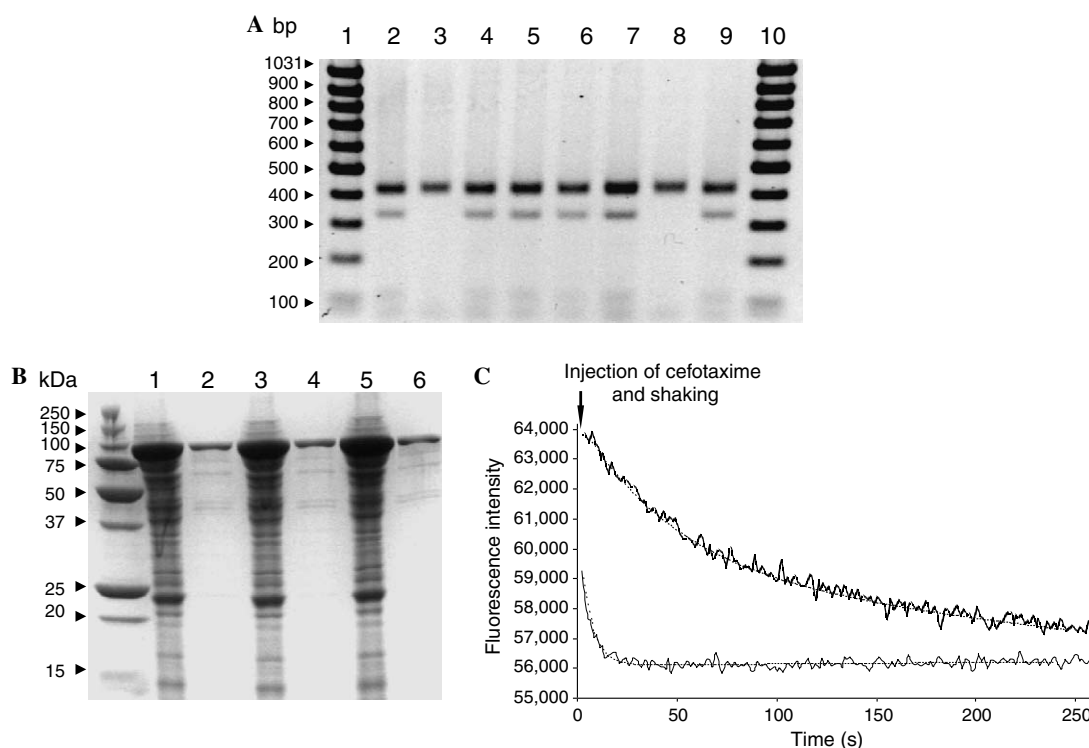 A bp
1 2 3 4 5 6 7 8 9 10
1031
900
800
700
600
500
400
300
200
100
B kDa
1 2 3 4 5 6
250
150
100
75
50
37
25
20
15
C
Injection of cefotaxime
and shaking
Fluorescence intensity
64,000
63,000
62,000
61,000
60,000
59,000
58,000
57,000
56,000
55,000
0 50 100 150 200 250
Time (s)